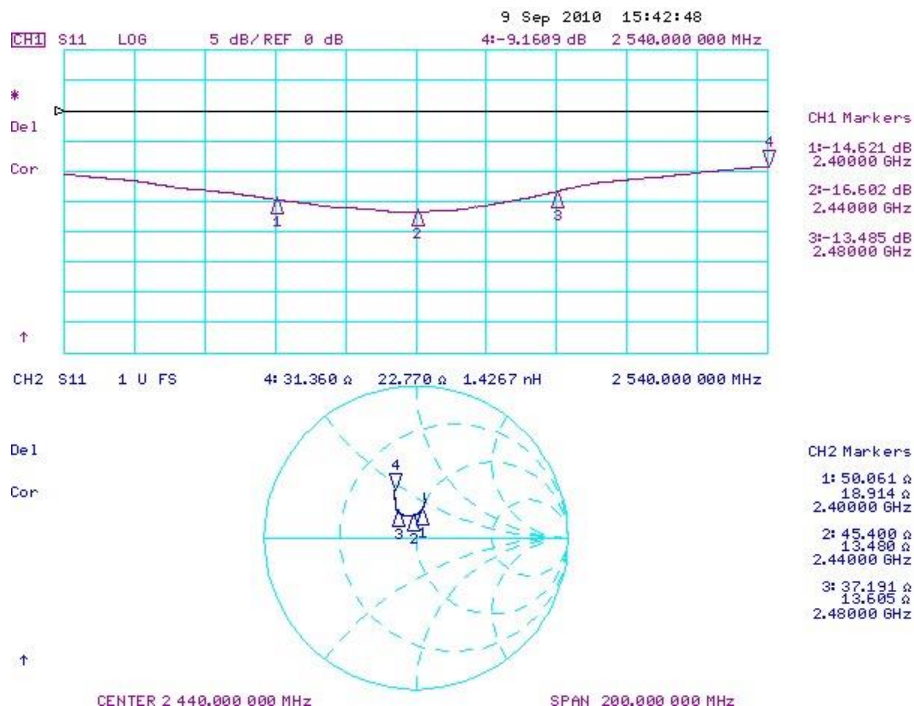 9 Sep 2010 15:42:48
CH1 S11 LOG 5 dB/REF 0 dB 4:-9.1609 dB 2 540.000 000 MHz
*
Del
Cor
CH1 Markers
1:-14.621 dB
2.40000 GHz
2:-16.602 dB
2.44000 GHz
3:-13.485 dB
2.48000 GHz
4
1
2
3
↑
CH2 S11 1 U FS 4: 31.360 Ω 22.770 Ω 1.4267 nH 2 540.000 000 MHz
Del
Cor
CH2 Markers
1: 50.061 Ω
18.914 Ω
2.40000 GHz
2: 45.400 Ω
13.480 Ω
2.44000 GHz
3: 37.191 Ω
13.605 Ω
2.48000 GHz
4
3 2 1
↑
CENTER 2 440.000 000 MHz SPAN 200.000 000 MHz